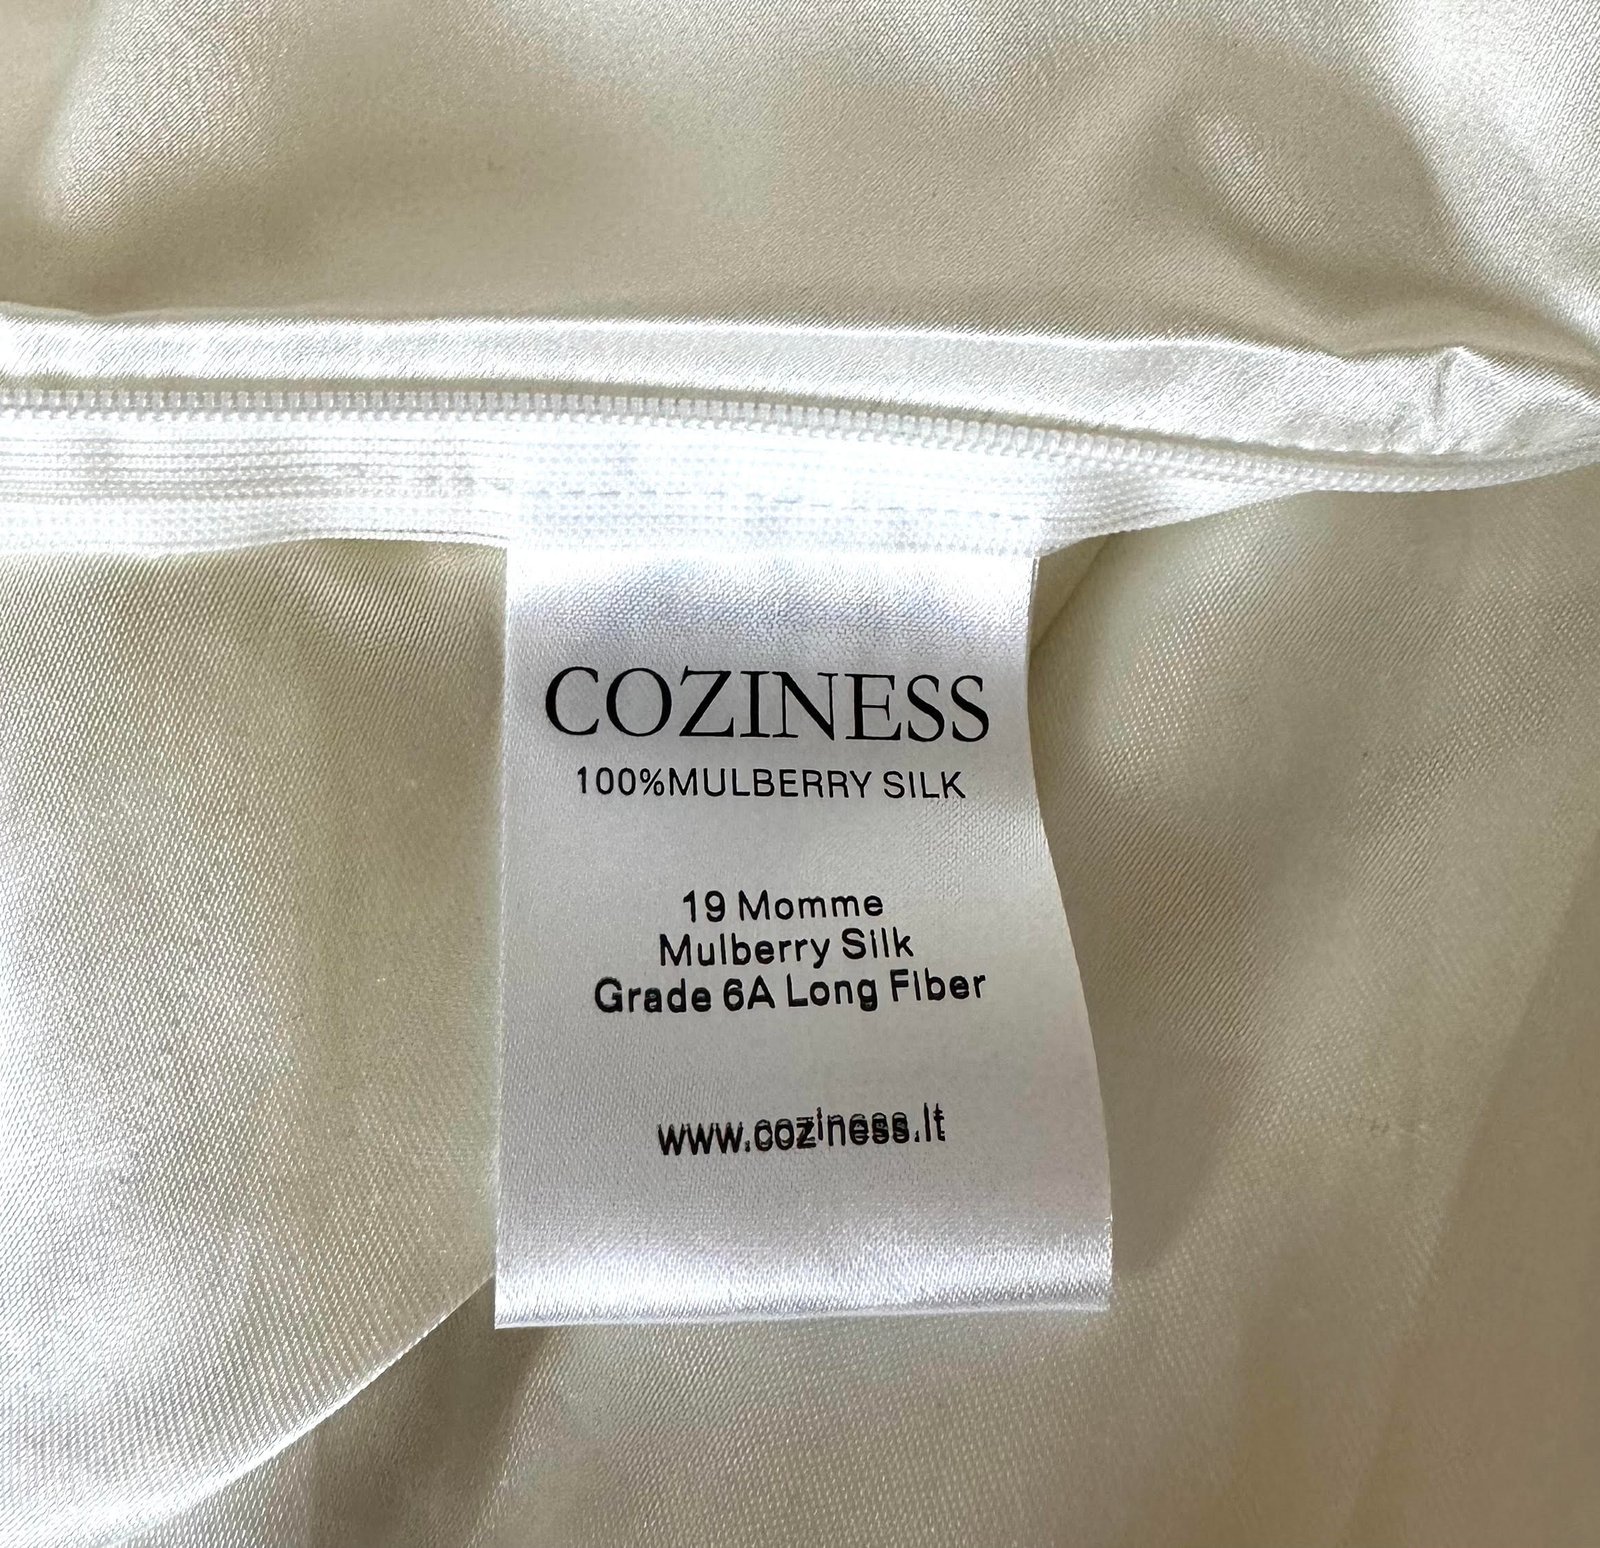 COZINESS
100%MULBERRY SILK
19 Momme
Mulberry Silk
Grade 6A Long Fiber
www.coziness.lt